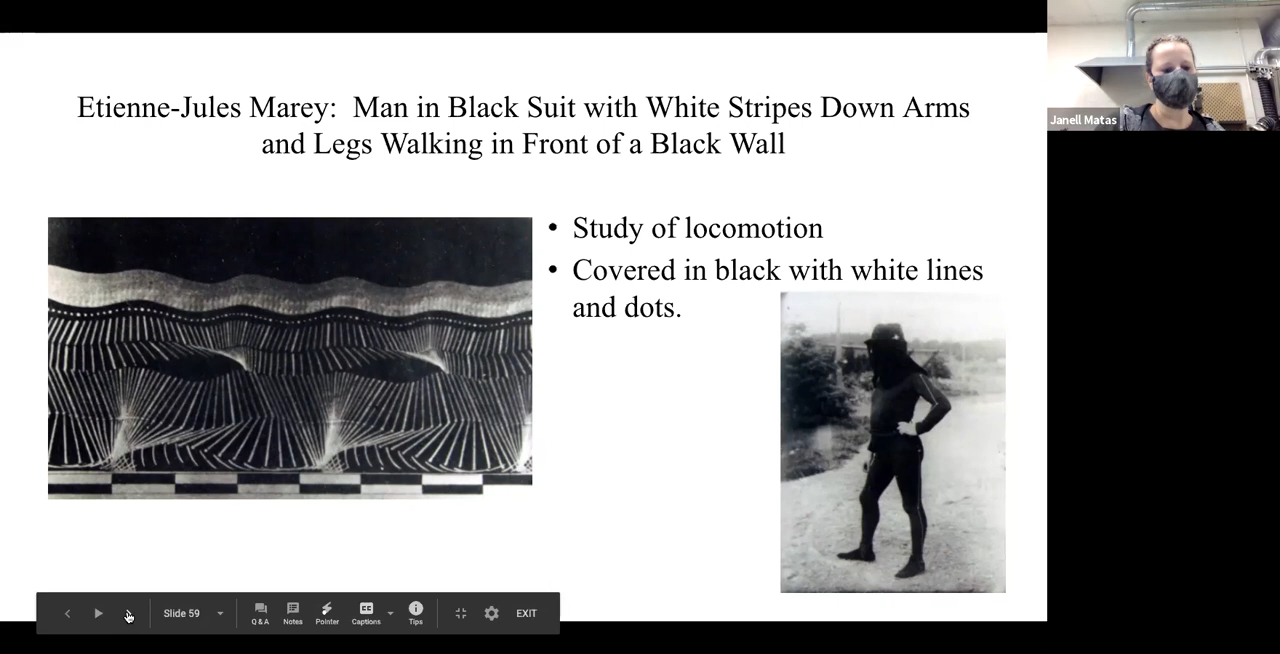 Etienne-Jules Marey:  Man in Black Suit with White Stripes Down Arms
and Legs Walking in Front of a Black Wall
• Study of locomotion
• Covered in black with white lines
and dots.
Janell Matas
Slide 59
Q & A
Notes
Pointer
Captions
Tips
EXIT